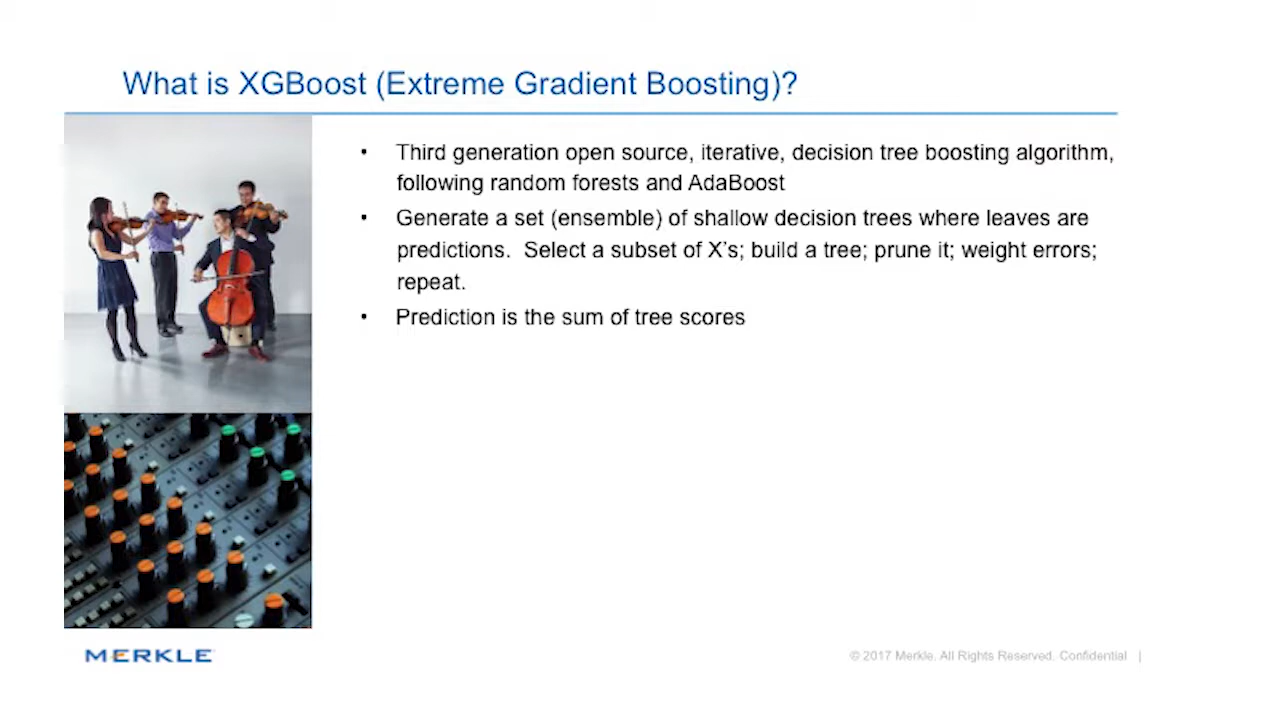 What is XGBoost (Extreme Gradient Boosting)?
• Third generation open source, iterative, decision tree boosting algorithm,
following random forests and AdaBoost
• Generate a set (ensemble) of shallow decision trees where leaves are
predictions. Select a subset of X's; build a tree; prune it; weight errors;
repeat.
• Prediction is the sum of tree scores
MERKLE
© 2017 Merkle. All Rights Reserved. Confidential |